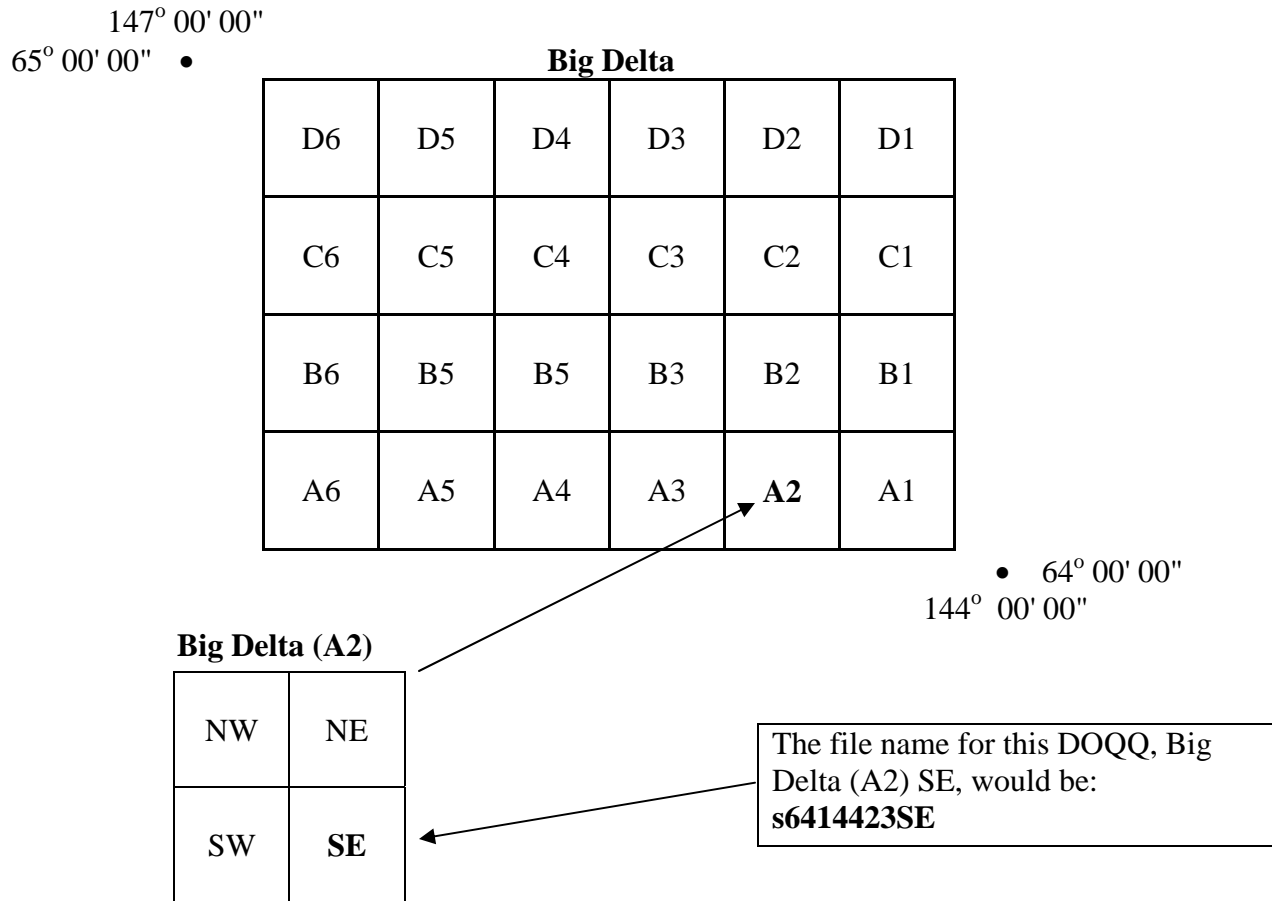 147° 00' 00"
65° 00' 00" •
Big Delta
D6 D5 D4 D3 D2 D1
C6 C5 C4 C3 C2 C1
B6 B5 B5 B3 B2 B1
A6 A5 A4 A3 A2 A1
• 64° 00' 00"
144° 00' 00"
Big Delta (A2)
NW NE
SW SE
The file name for this DOQQ, Big
Delta (A2) SE, would be:
s6414423SE